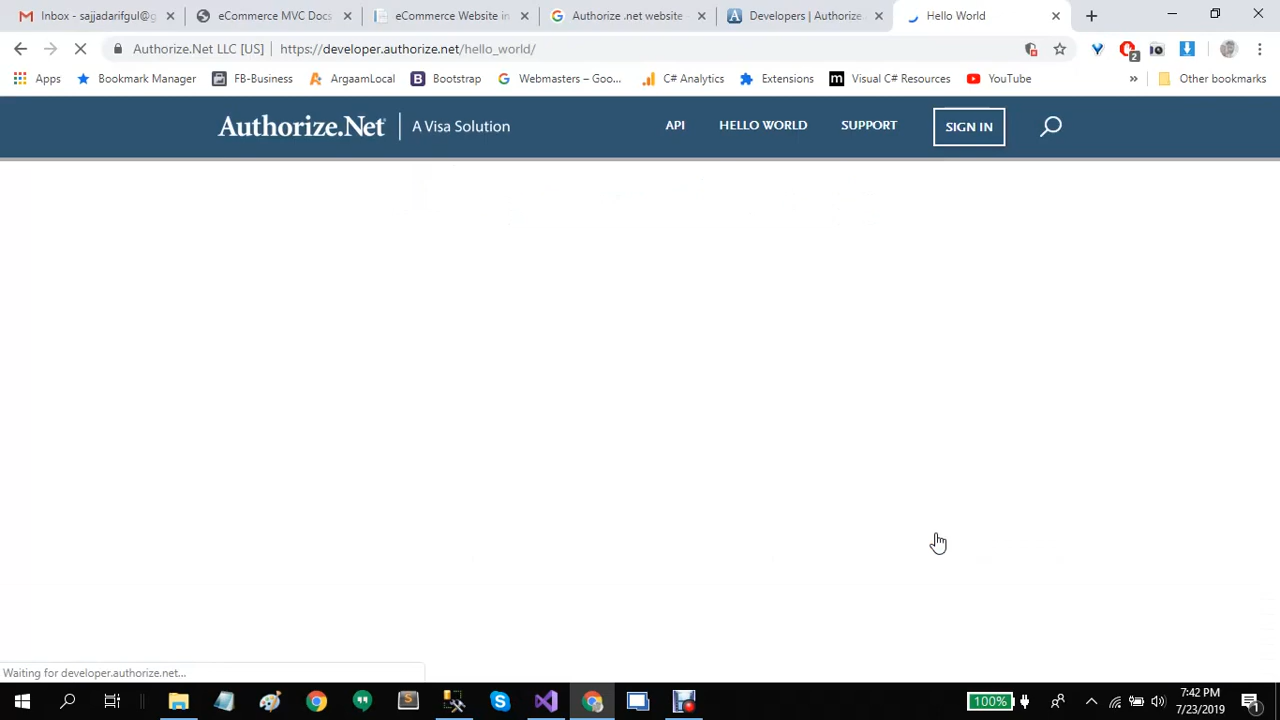 Inbox - sajjadarifgul@g
eCommerce MVC Docs
eCommerce Website in
Authorize .net website
Developers | Authorize
Hello World
Authorize.Net LLC [US] https://developer.authorize.net/hello_world/
2
Apps Bookmark Manager FB-Business ArgaamLocal Bootstrap Webmasters – Goo... C# Analytics Extensions Visual C# Resources YouTube » Other bookmarks
Authorize.Net A Visa Solution API HELLO WORLD SUPPORT SIGN IN
Waiting for developer.authorize.net...
100%
7:42 PM
7/23/2019
1